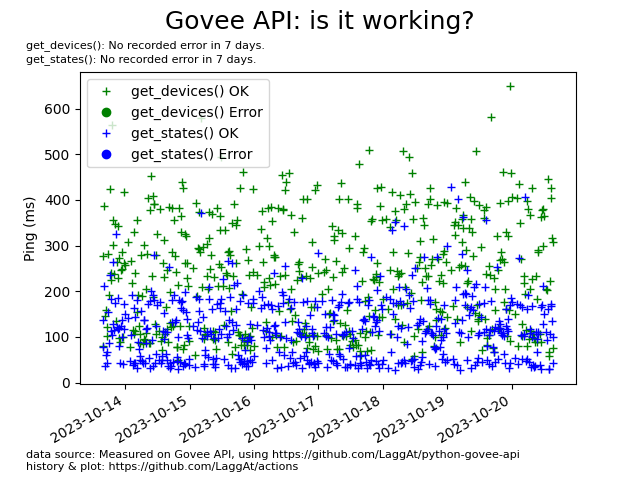 Govee API: is it working?
get_devices(): No recorded error in 7 days.
get_states(): No recorded error in 7 days.
get_devices() OK
get_devices() Error
get_states() OK
get_states() Error
Ping (ms)
600
500
400
300
200
100
0
2023-10-14
2023-10-15
2023-10-16
2023-10-17
2023-10-18
2023-10-19
2023-10-20
data source: Measured on Govee API, using https://github.com/LaggAt/python-govee-api
history & plot: https://github.com/LaggAt/actions